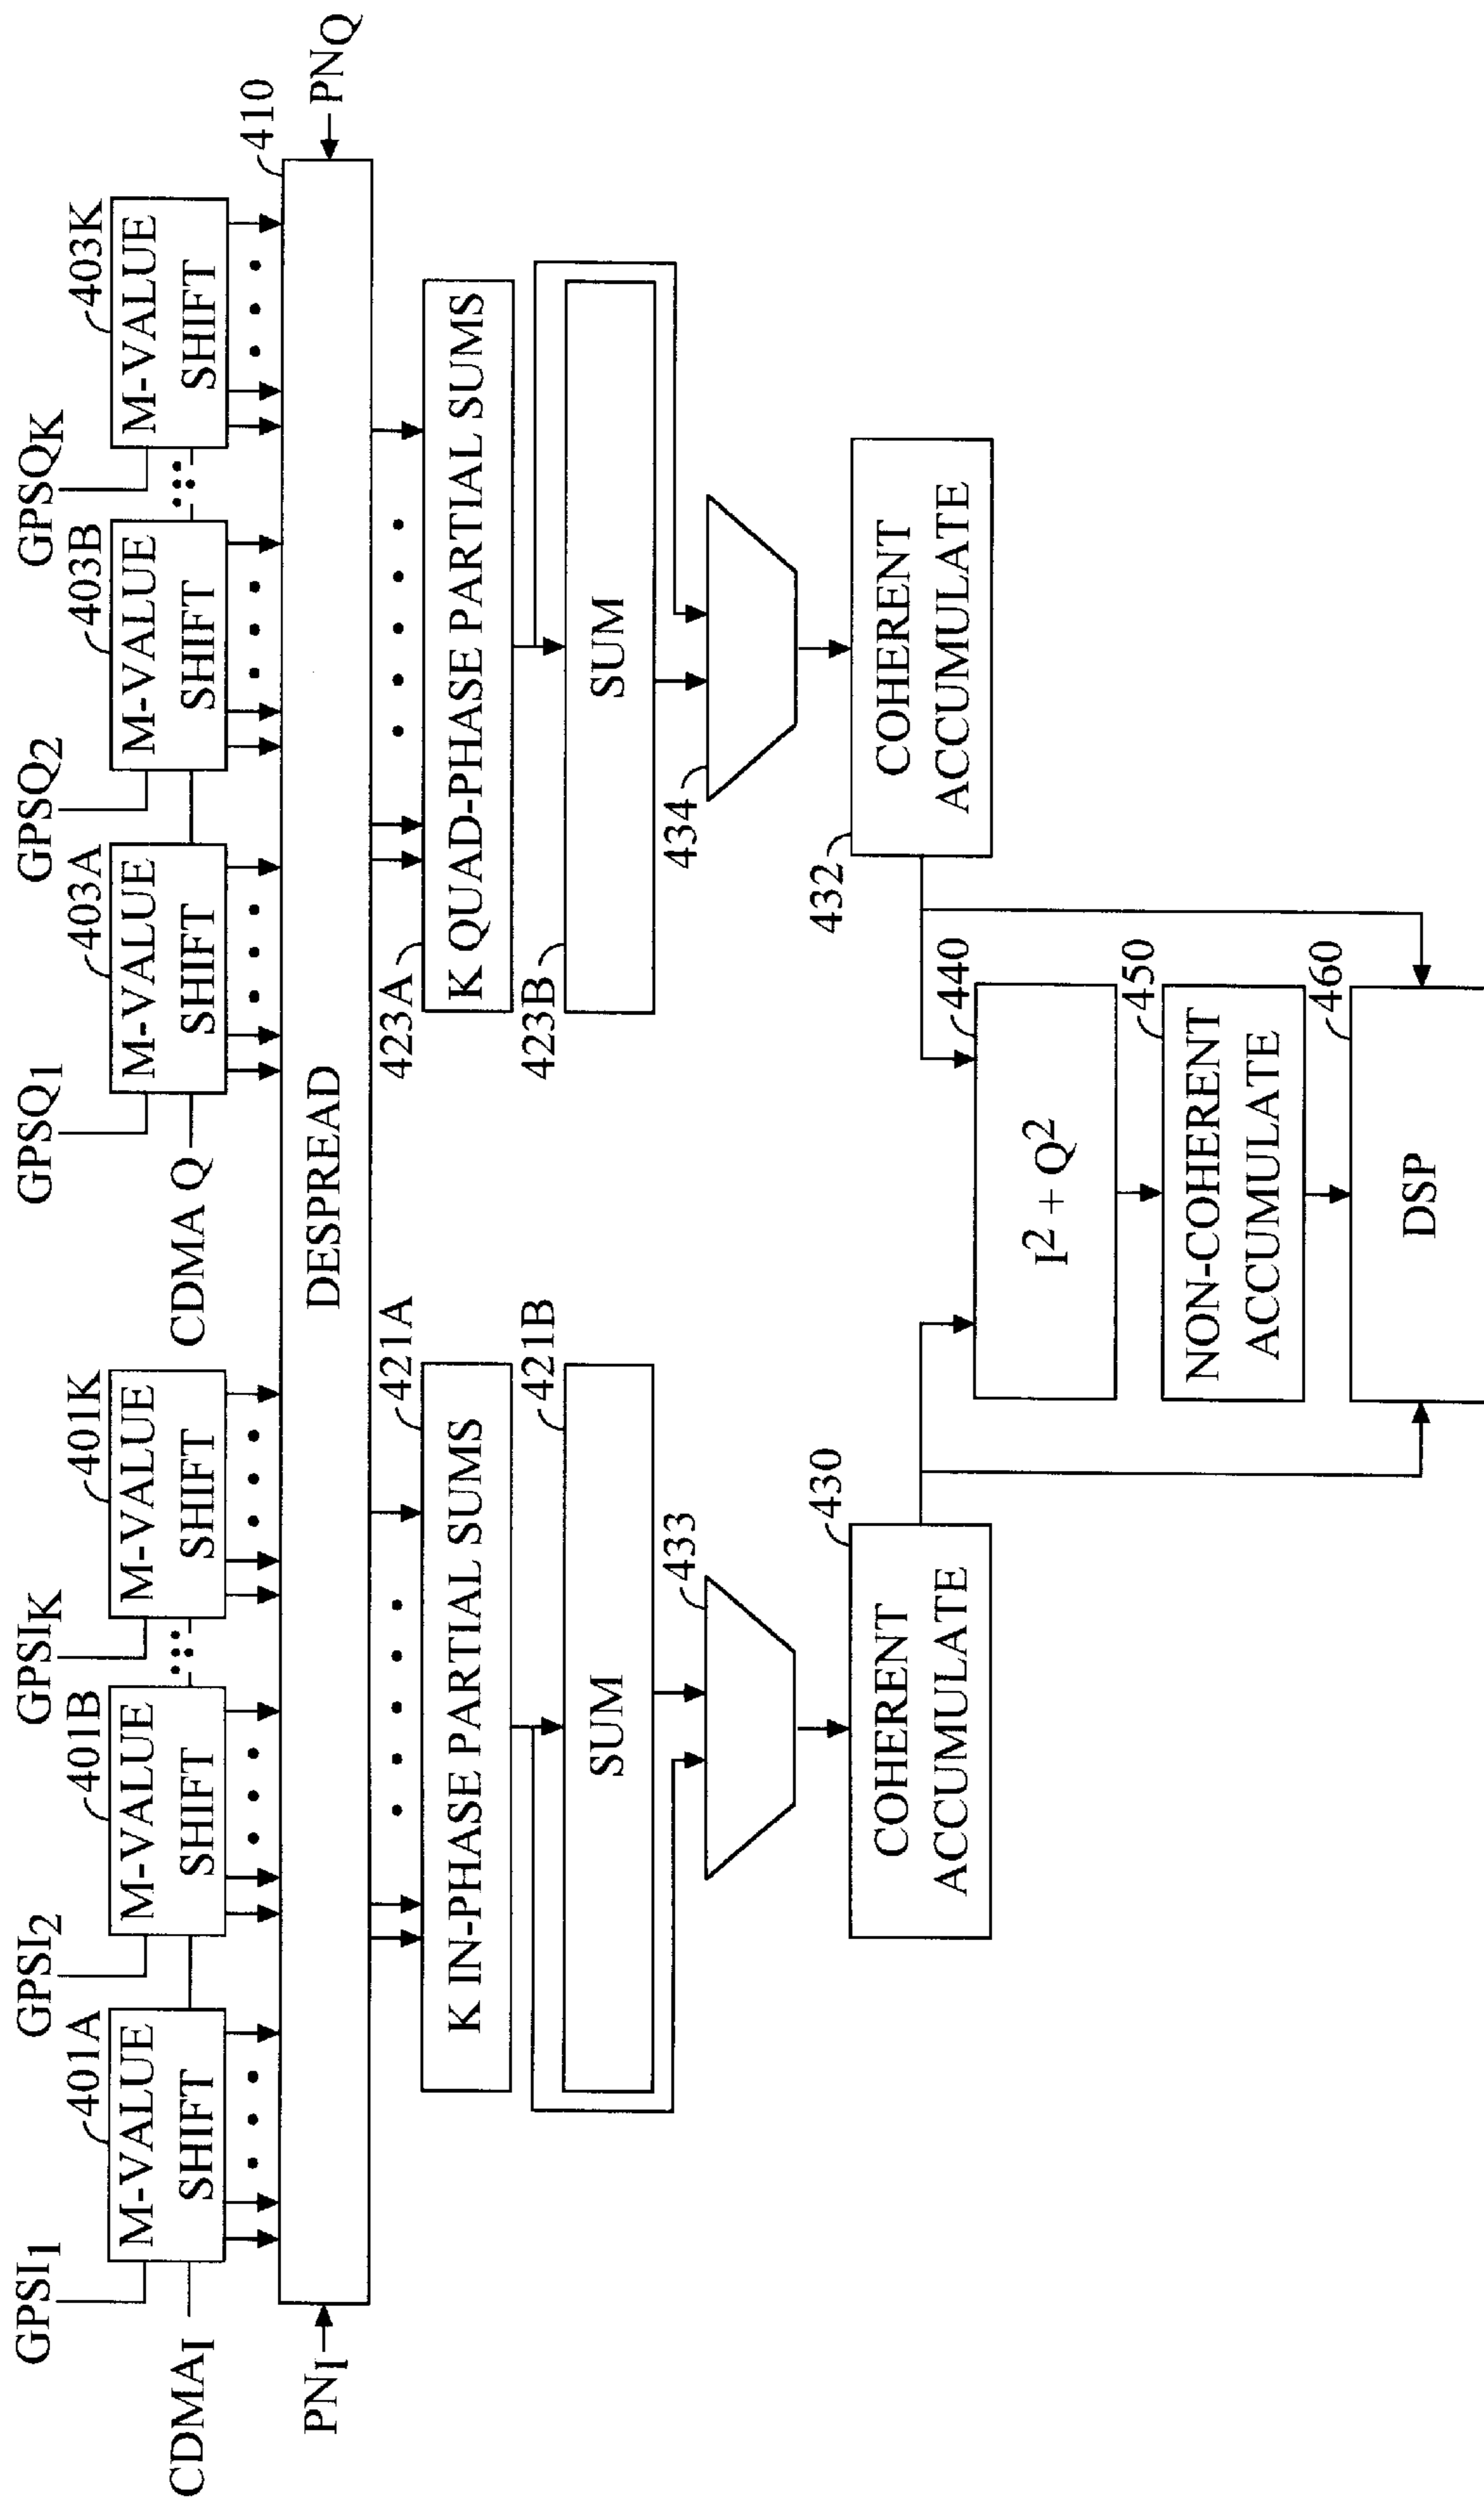 GPSI1
GPSI2
GPSIK
GPSQ1
GPSQ2
GPSQK
401A
401B
401K
403A
403B
403K
M-VALUE
SHIFT
M-VALUE
SHIFT
M-VALUE
SHIFT
M-VALUE
SHIFT
M-VALUE
SHIFT
M-VALUE
SHIFT
CDMAI
CDMA Q
410
PNI
DESPREAD
PNQ
421A
423A
K IN-PHASE PARTIAL SUMS
K QUAD-PHASE PARTIAL SUMS
421B
423B
SUM
SUM
433
434
430
432
COHERENT
ACCUMULATE
COHERENT
ACCUMULATE
440
I2 + Q2
450
NON-COHERENT
ACCUMULATE
460
DSP